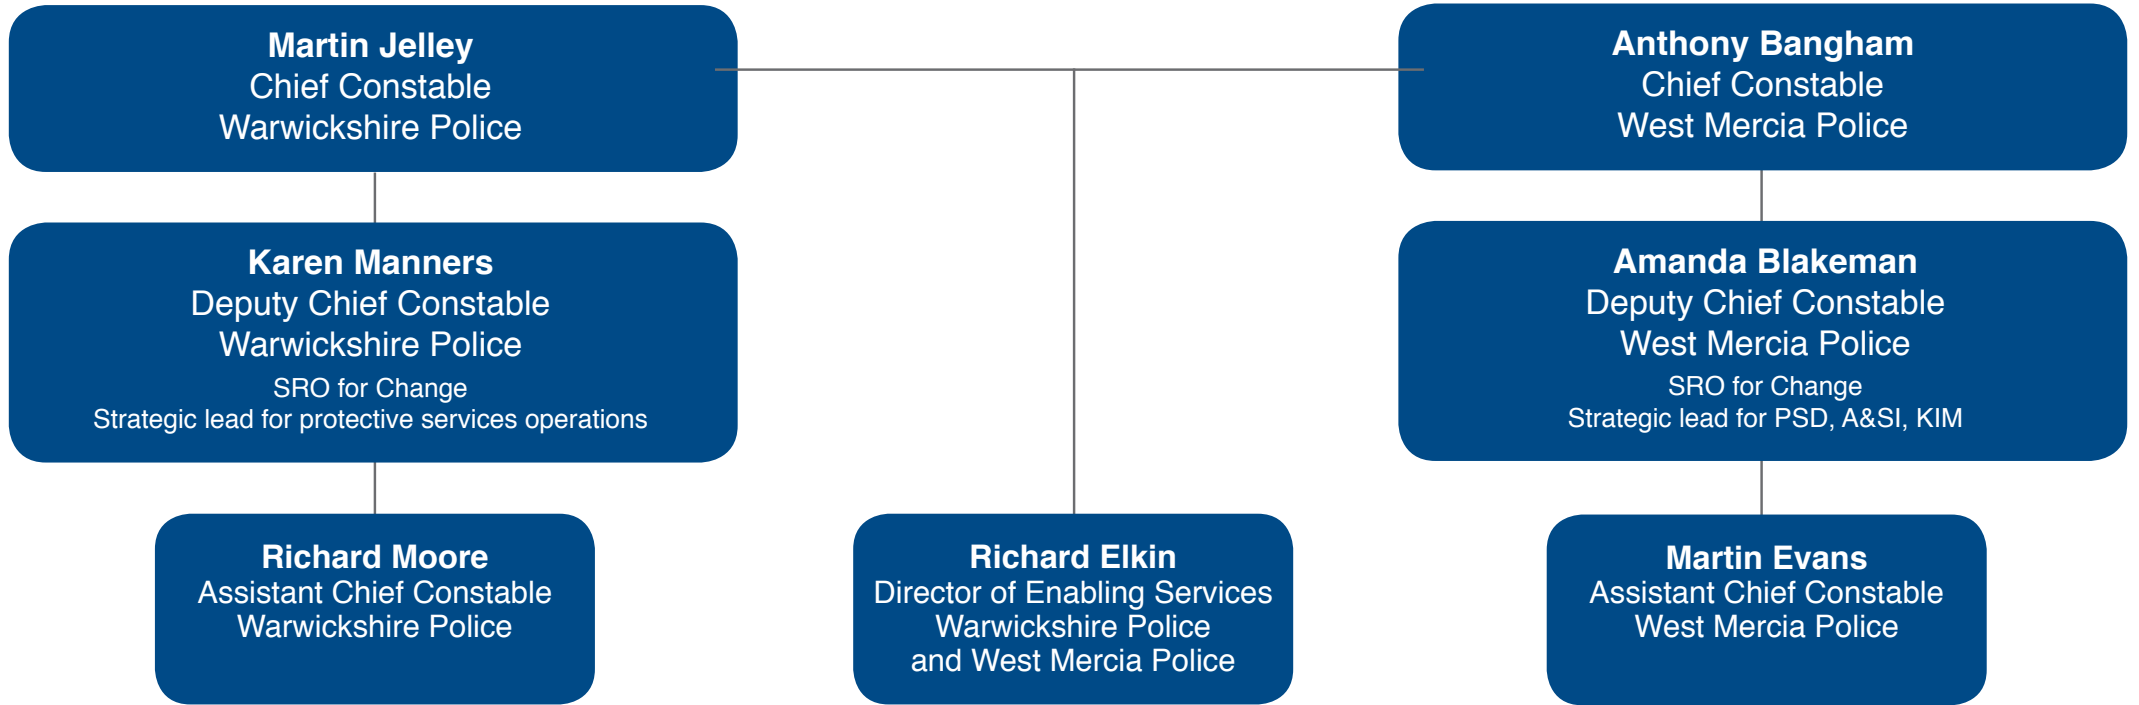 Martin Jelley
Chief Constable
Warwickshire Police
Anthony Bangham
Chief Constable
West Mercia Police
Karen Manners
Deputy Chief Constable
Warwickshire Police
SRO for Change
Strategic lead for protective services operations
Amanda Blakeman
Deputy Chief Constable
West Mercia Police
SRO for Change
Strategic lead for PSD, A&SI, KIM
Richard Moore
Assistant Chief Constable
Warwickshire Police
Richard Elkin
Director of Enabling Services
Warwickshire Police
and West Mercia Police
Martin Evans
Assistant Chief Constable
West Mercia Police